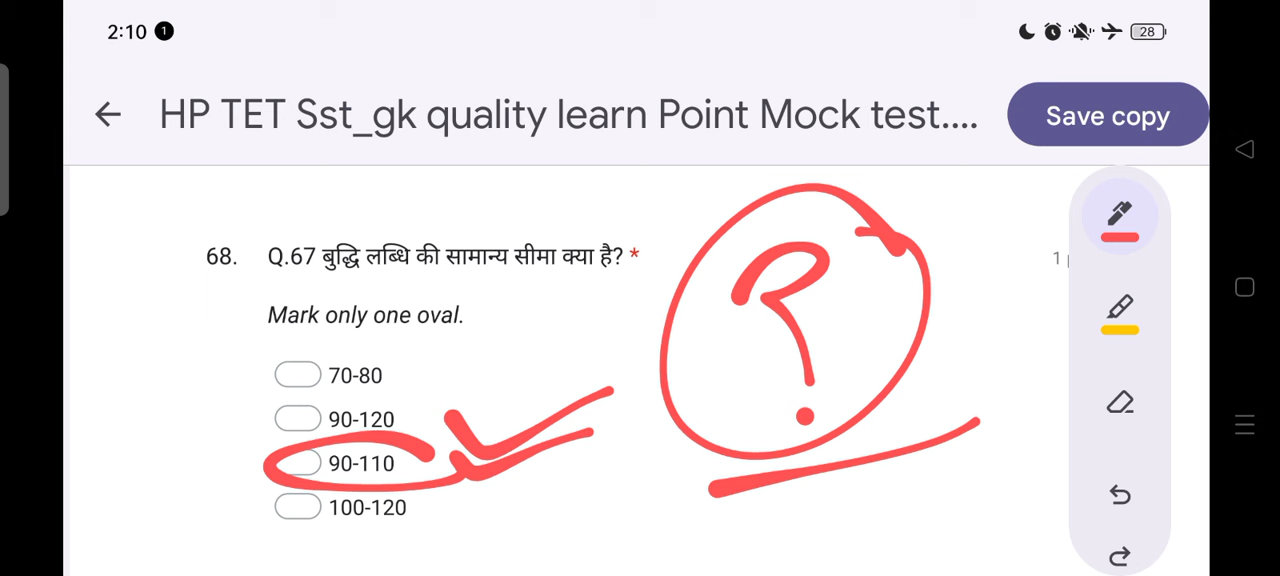 2:10 1
28
HP TET Sst_gk quality learn Point Mock test....
Save copy
68. Q.67 बुद्धि लब्धि की सामान्य सीमा क्या है? *
1
Mark only one oval.
?
70-80
90-120
90-110
100-120